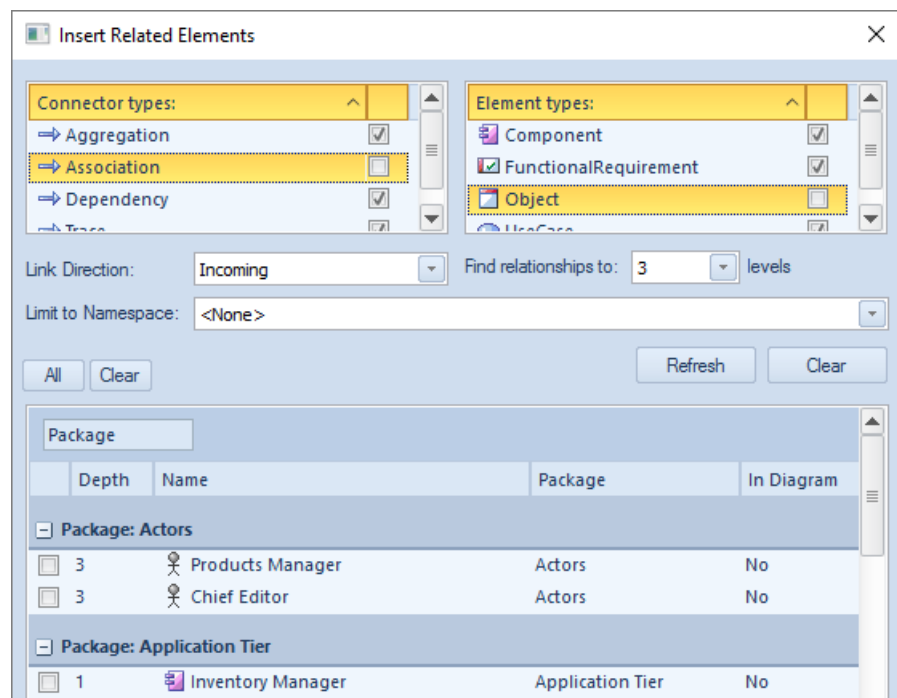 Insert Related Elements
Connector types:
Aggregation
Association
Dependency
Trace
Element types:
Component
FunctionalRequirement
Object
UseCase
Link Direction: Incoming
Find relationships to: 3 levels
Limit to Namespace: <None>
All Clear
Refresh Clear
Package
Depth Name Package In Diagram
Package: Actors
3 Products Manager Actors No
3 Chief Editor Actors No
Package: Application Tier
1 Inventory Manager Application Tier No